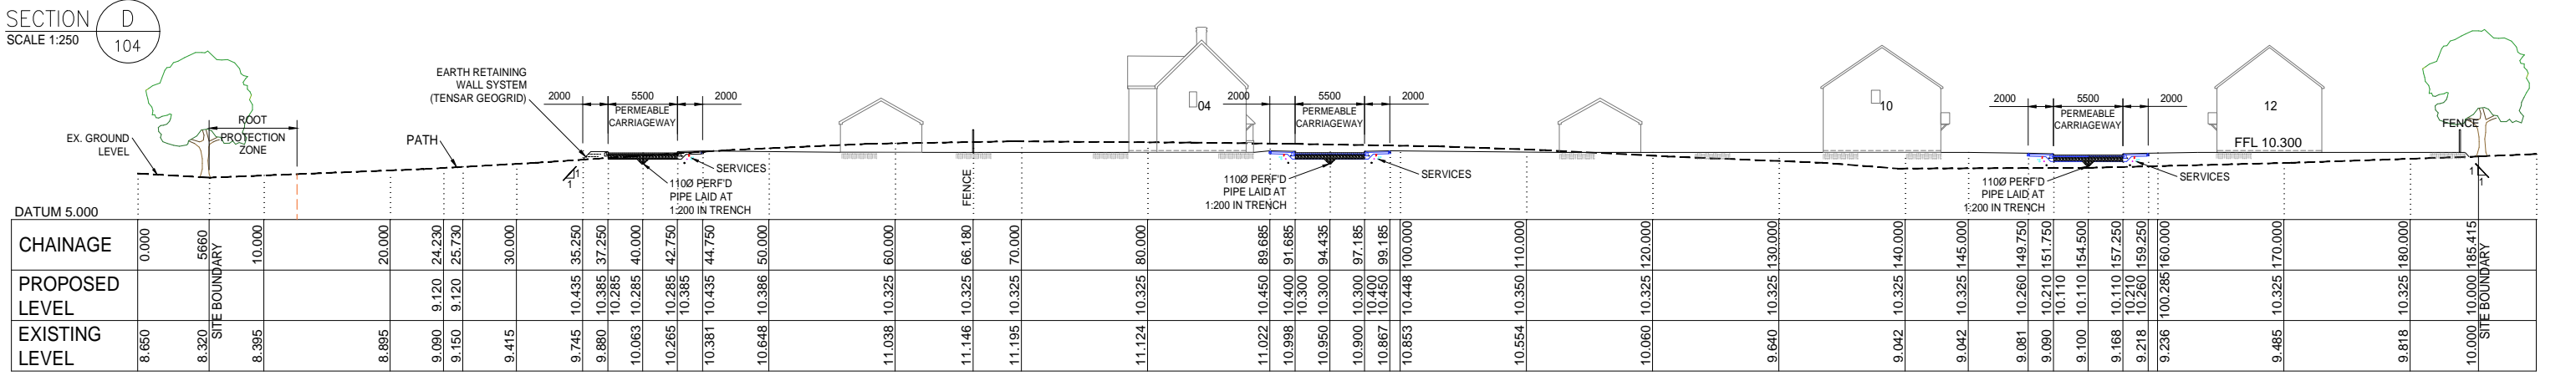 SECTION D
SCALE 1:250
104
EARTH RETAINING
WALL SYSTEM
(TENSAR GEOGRID)
2000 5500 2000
PERMEABLE
CARRIAGEWAY
04
2000 5500 2000
PERMEABLE
CARRIAGEWAY
10
2000 5500 2000
PERMEABLE
CARRIAGEWAY
12
FENCE
FFL 10.300
ROOT
PROTECTION
ZONE
EX. GROUND
LEVEL
PATH
1
1
SERVICES
110Ø PERF'D
PIPE LAID AT
1:200 IN TRENCH
FENCE
SERVICES
110Ø PERF'D
PIPE LAID AT
1:200 IN TRENCH
SERVICES
110Ø PERF'D
PIPE LAID AT
1:200 IN TRENCH
1
1
DATUM 5.000
CHAINAGE 0.000 5660 10.000 20.000 24.230 25.730 30.000 35.250 37.250 40.000 42.750 44.750 50.000 60.000 66.180 70.000 80.000 89.685 91.685 94.435 97.185 99.185 100.000 110.000 120.000 130.000 140.000 145.000 149.750 151.750 154.500 157.250 159.250 160.000 170.000 180.000 185.415
SITE BOUNDARY
SITE BOUNDARY
PROPOSED
LEVEL
9.120 9.120 10.435 10.385 10.285 10.285 10.285 10.385 10.435 10.386 10.325 10.325 10.325 10.325 10.450 10.400 10.300 10.300 10.300 10.400 10.450 10.448 10.350 10.325 10.325 10.325 10.325 10.260 10.210 10.110 10.110 10.110 10.210 10.260 100.285 10.325 10.325 10.000
EXISTING
LEVEL
8.650 8.320 8.395 8.895 9.090 9.150 9.415 9.745 9.880 10.063 10.265 10.381 10.648 11.038 11.146 11.195 11.124 11.022 10.998 10.950 10.900 10.867 10.853 10.554 10.060 9.640 9.042 9.042 9.081 9.090 9.100 9.168 9.218 9.236 9.485 9.818 10.000